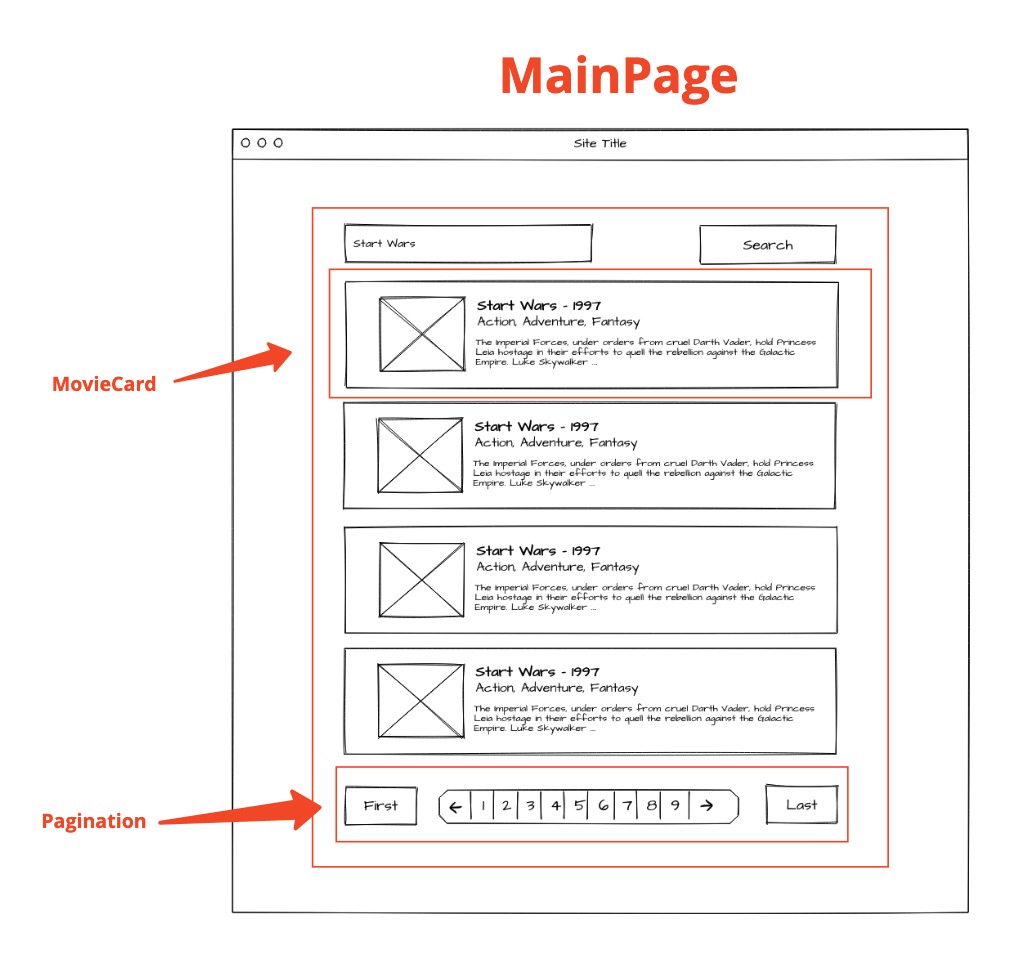 MainPage
Site Title
Start Wars
Search
MovieCard
Start Wars - 1997
Action, Adventure, Fantasy
The Imperial Forces, under orders from cruel Darth Vader, hold Princess
Leia hostage in their efforts to quell the rebellion against the Galactic
Empire. Luke Skywalker ...
Start Wars - 1997
Action, Adventure, Fantasy
The Imperial Forces, under orders from cruel Darth Vader, hold Princess
Leia hostage in their efforts to quell the rebellion against the Galactic
Empire. Luke Skywalker ...
Start Wars - 1997
Action, Adventure, Fantasy
The Imperial Forces, under orders from cruel Darth Vader, hold Princess
Leia hostage in their efforts to quell the rebellion against the Galactic
Empire. Luke Skywalker ...
Start Wars - 1997
Action, Adventure, Fantasy
The Imperial Forces, under orders from cruel Darth Vader, hold Princess
Leia hostage in their efforts to quell the rebellion against the Galactic
Empire. Luke Skywalker ...
Pagination
First ← 1 2 3 4 5 6 7 8 9 → Last